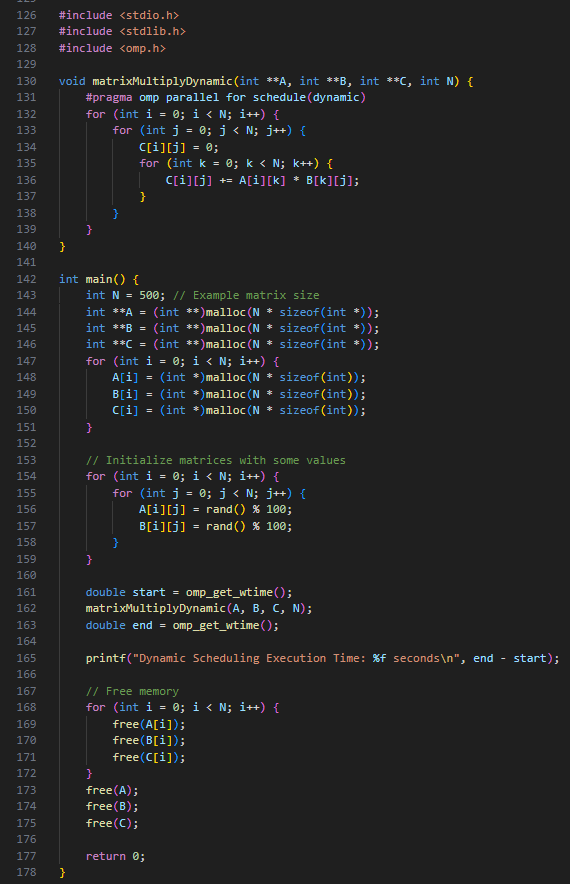 126 #include <stdio.h>
127 #include <stdlib.h>
128 #include <omp.h>
129
130 void matrixMultiplyDynamic(int **A, int **B, int **C, int N) {
131     #pragma omp parallel for schedule(dynamic)
132     for (int i = 0; i < N; i++) {
133         for (int j = 0; j < N; j++) {
134             C[i][j] = 0;
135             for (int k = 0; k < N; k++) {
136                 C[i][j] += A[i][k] * B[k][j];
137             }
138         }
139     }
140 }
141
142 int main() {
143     int N = 500; // Example matrix size
144     int **A = (int **)malloc(N * sizeof(int *));
145     int **B = (int **)malloc(N * sizeof(int *));
146     int **C = (int **)malloc(N * sizeof(int *));
147     for (int i = 0; i < N; i++) {
148         A[i] = (int *)malloc(N * sizeof(int));
149         B[i] = (int *)malloc(N * sizeof(int));
150         C[i] = (int *)malloc(N * sizeof(int));
151     }
152
153     // Initialize matrices with some values
154     for (int i = 0; i < N; i++) {
155         for (int j = 0; j < N; j++) {
156             A[i][j] = rand() % 100;
157             B[i][j] = rand() % 100;
158         }
159     }
160
161     double start = omp_get_wtime();
162     matrixMultiplyDynamic(A, B, C, N);
163     double end = omp_get_wtime();
164
165     printf("Dynamic Scheduling Execution Time: %f seconds\n", end - start);
166
167     // Free memory
168     for (int i = 0; i < N; i++) {
169         free(A[i]);
170         free(B[i]);
171         free(C[i]);
172     }
173     free(A);
174     free(B);
175     free(C);
176
177     return 0;
178 }